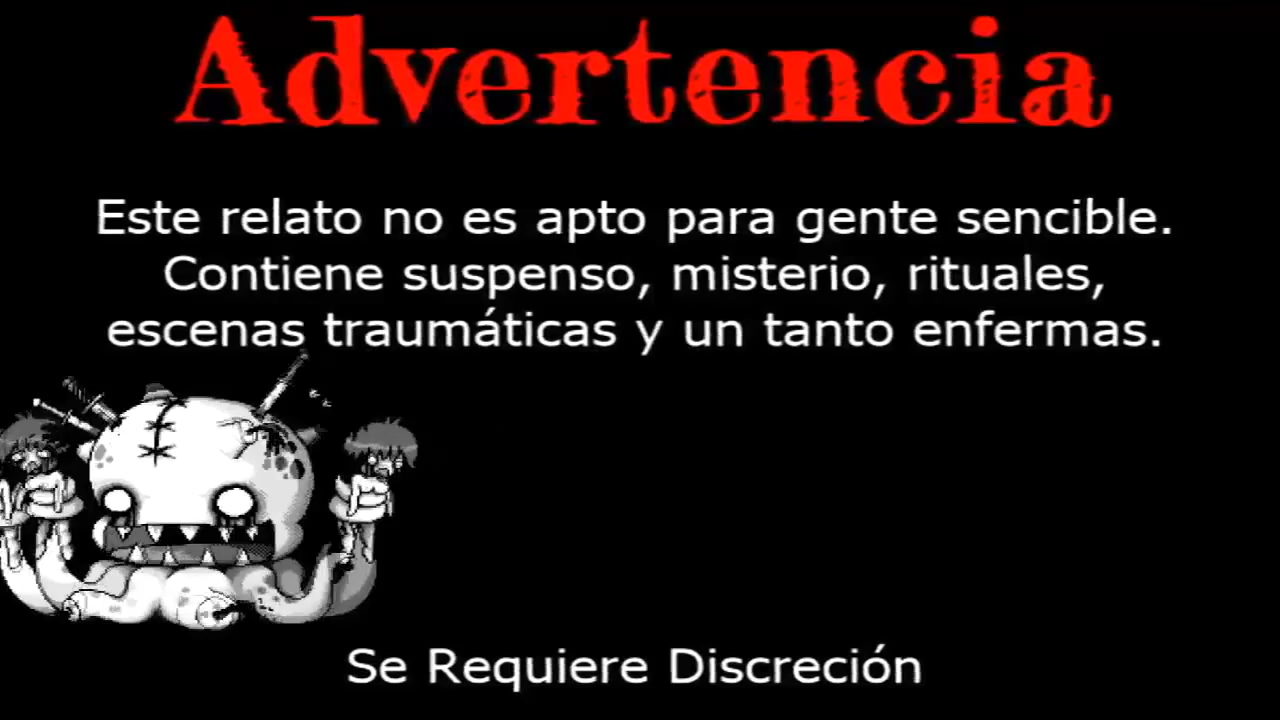 Advertencia
Este relato no es apto para gente sencible.
Contiene suspenso, misterio, rituales,
escenas traumáticas y un tanto enfermas.
Se Requiere Discreción